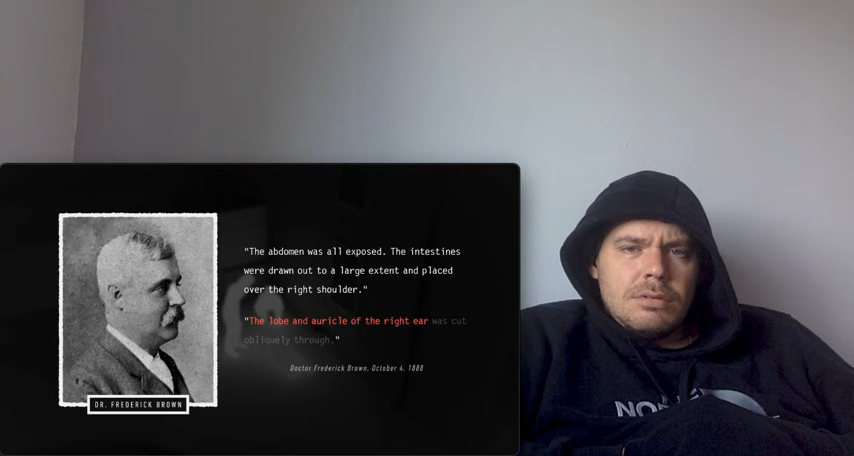 "The abdomen was all exposed. The intestines
were drawn out to a large extent and placed
over the right shoulder."
"The lobe and auricle of the right ear was cut
obliquely through."
Doctor Frederick Brown, October 4, 1888
DR. FREDERICK BROWN